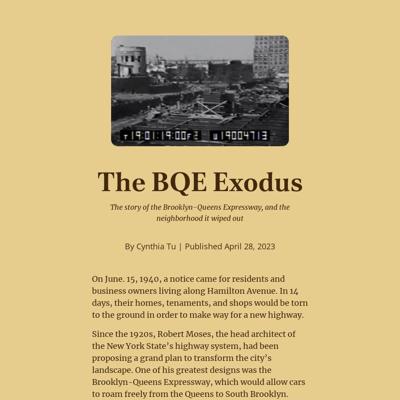 T 19:01:19:00F2 U 19004713
The BQE Exodus
The story of the Brooklyn-Queens Expressway, and the
neighborhood it wiped out
By Cynthia Tu | Published April 28, 2023
On June. 15, 1940, a notice came for residents and
business owners living along Hamilton Avenue. In 14
days, their homes, tenaments, and shops would be torn
to the ground in order to make way for a new highway.
Since the 1920s, Robert Moses, the head architect of
the New York State's highway system, had been
proposing a grand plan to transform the city's
landscape. One of his greatest designs was the
Brooklyn-Queens Expressway, which would allow cars
to roam freely from the Queens to South Brooklyn.